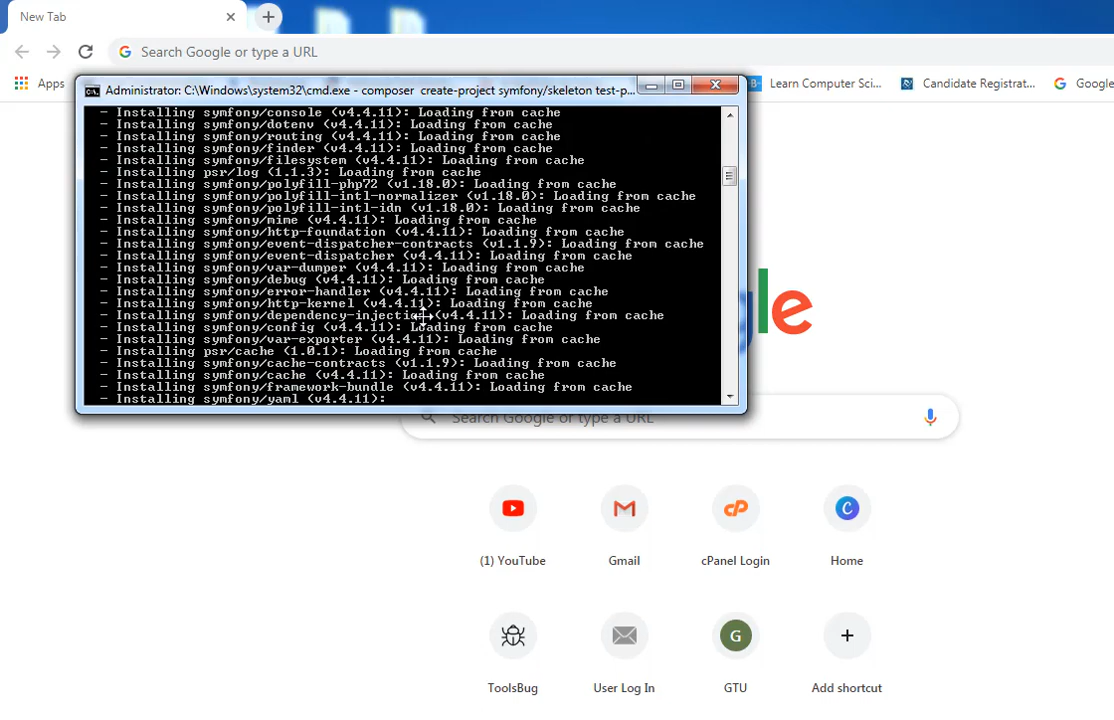 New Tab
Search Google or type a URL
Apps
Learn Computer Sci...
Candidate Registrat...
Google
Administrator: C:\Windows\system32\cmd.exe - composer create-project symfony/skeleton test-p...
- Installing symfony/console (v4.4.11): Loading from cache
- Installing symfony/dotenv (v4.4.11): Loading from cache
- Installing symfony/routing (v4.4.11): Loading from cache
- Installing symfony/finder (v4.4.11): Loading from cache
- Installing symfony/filesystem (v4.4.11): Loading from cache
- Installing psr/log (1.1.3): Loading from cache
- Installing symfony/polyfill-php72 (v1.18.0): Loading from cache
- Installing symfony/polyfill-intl-normalizer (v1.18.0): Loading from cache
- Installing symfony/polyfill-intl-idn (v1.18.0): Loading from cache
- Installing symfony/mime (v4.4.11): Loading from cache
- Installing symfony/http-foundation (v4.4.11): Loading from cache
- Installing symfony/event-dispatcher-contracts (v1.1.9): Loading from cache
- Installing symfony/event-dispatcher (v4.4.11): Loading from cache
- Installing symfony/var-dumper (v4.4.11): Loading from cache
- Installing symfony/debug (v4.4.11): Loading from cache
- Installing symfony/error-handler (v4.4.11): Loading from cache
- Installing symfony/http-kernel (v4.4.11): Loading from cache
- Installing symfony/dependency-injection (v4.4.11): Loading from cache
- Installing symfony/config (v4.4.11): Loading from cache
- Installing symfony/var-exporter (v4.4.11): Loading from cache
- Installing psr/cache (1.0.1): Loading from cache
- Installing symfony/cache-contracts (v1.1.9): Loading from cache
- Installing symfony/cache (v4.4.11): Loading from cache
- Installing symfony/framework-bundle (v4.4.11): Loading from cache
- Installing symfony/yaml (v4.4.11):
le
Search Google or type a URL
(1) YouTube
Gmail
cP
cPanel Login
C
Home
ToolsBug
User Log In
G
GTU
Add shortcut